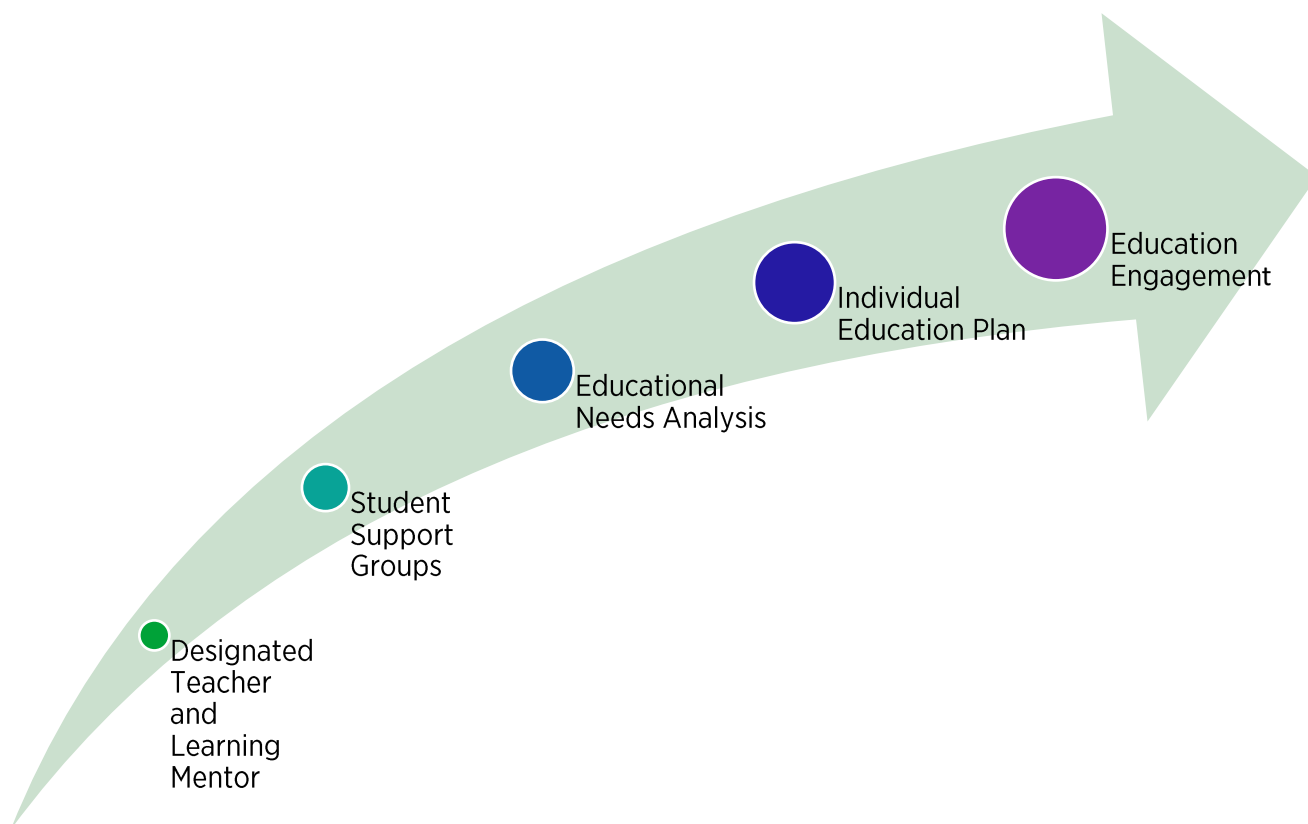 Designated
Teacher
and
Learning
Mentor
Student
Support
Groups
Educational
Needs Analysis
Individual
Education Plan
Education
Engagement